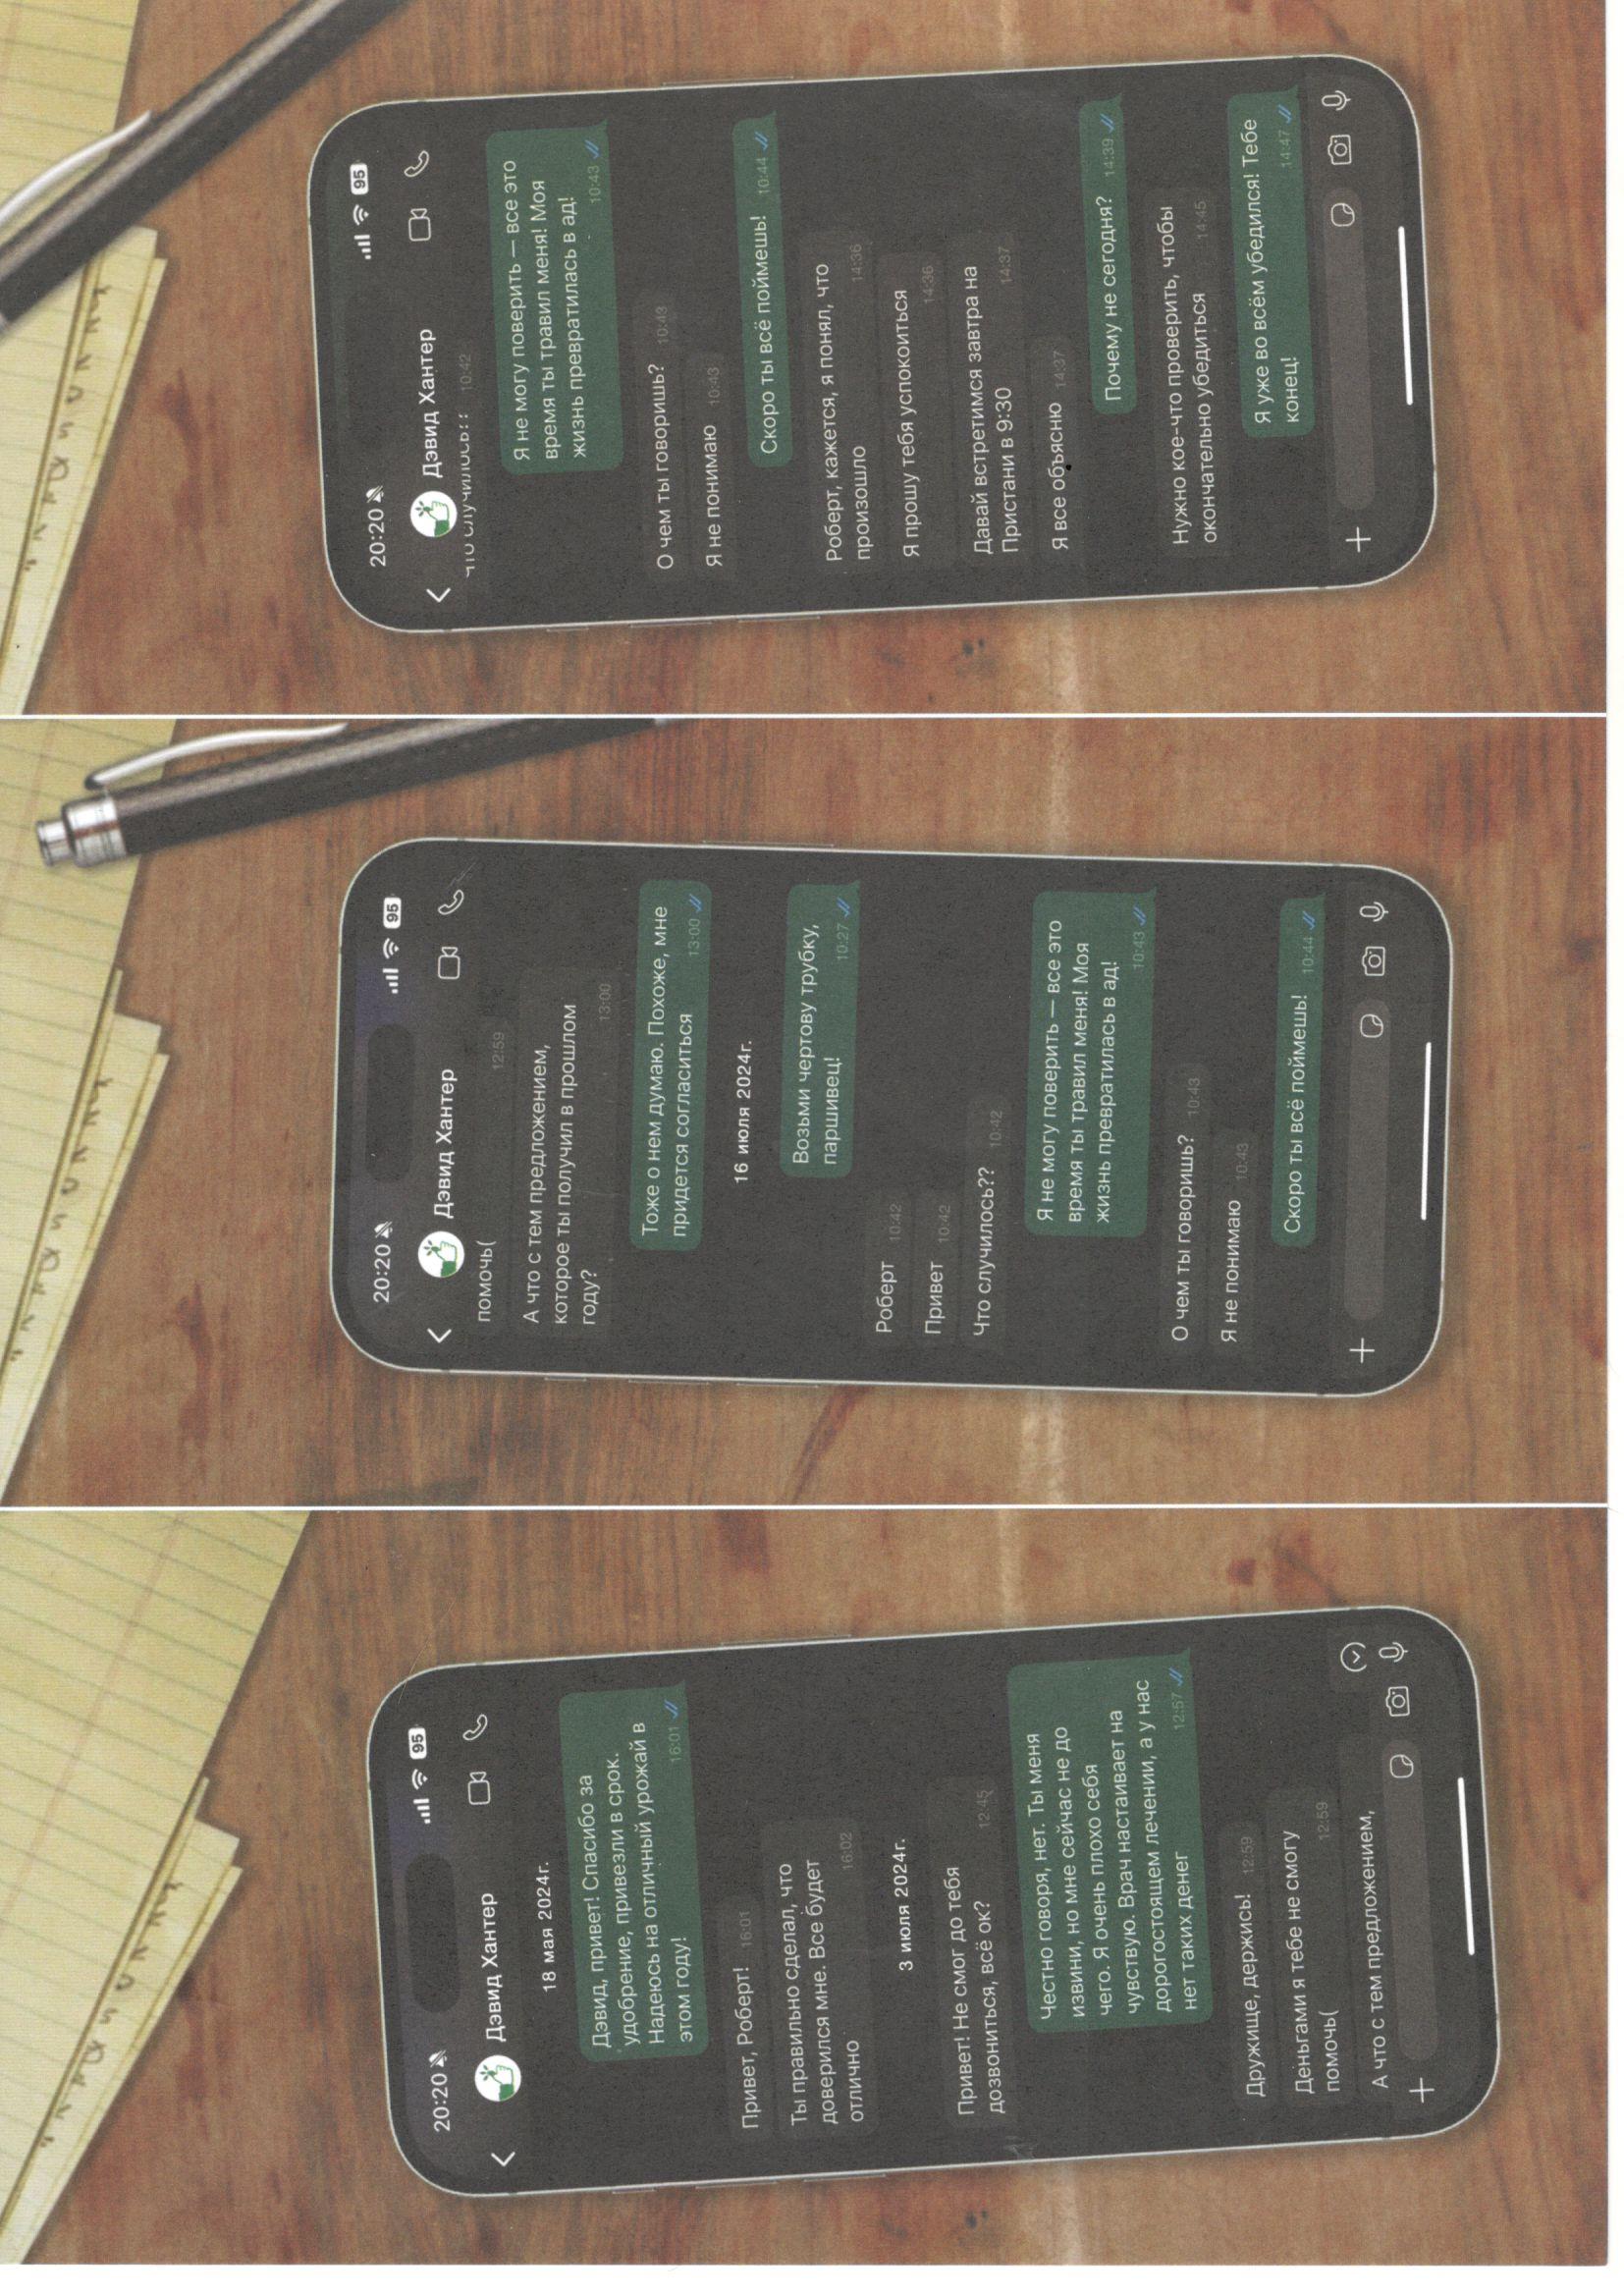 20:20
95
Дэвид Хантер
18 мая 2024г.
Дэвид, привет! Спасибо за
удобрение, привезли в срок.
Надеюсь на отличный урожай в
этом году!
16:01
Привет, Роберт!
16:01
Ты правильно сделал, что
доверился мне. Все будет
отлично
16:02
3 июля 2024г.
Привет! Не смог до тебя
дозвониться, всё ок?
12:45
Честно говоря, нет. Ты меня
извини, но мне сейчас не до
чего. Я очень плохо себя
чувствую. Врач настаивает на
дорогостоящем лечении, а у нас
нет таких денег
12:57
Дружище, держись!
12:59
Деньгами я тебе не смогу
помочь(
12:59
А что с тем предложением,
20:20
95
Дэвид Хантер
помочь(
12:59
А что с тем предложением,
которое ты получил в прошлом
году?
13:00
Тоже о нем думаю. Похоже, мне
придется согласиться
13:00
16 июля 2024г.
Возьми чертову трубку,
паршивец!
10:27
Роберт
10:42
Привет
10:42
Что случилось??
10:42
Я не могу поверить — все это
время ты травил меня! Моя
жизнь превратилась в ад!
10:43
О чем ты говоришь?
10:43
Я не понимаю
10:43
Скоро ты всё поймешь!
10:44
20:20
95
Дэвид Хантер
что случилось??
10:42
Я не могу поверить — все это
время ты травил меня! Моя
жизнь превратилась в ад!
10:43
О чем ты говоришь?
10:43
Я не понимаю
10:43
Скоро ты всё поймешь!
10:44
Роберт, кажется, я понял, что
произошло
14:36
Я прошу тебя успокоиться
14:36
Давай встретимся завтра на
Пристани в 9:30
14:37
Я все объясню
14:37
Почему не сегодня?
14:39
Нужно кое-что проверить, чтобы
окончательно убедиться
14:45
Я уже во всём убедился! Тебе
конец!
14:47